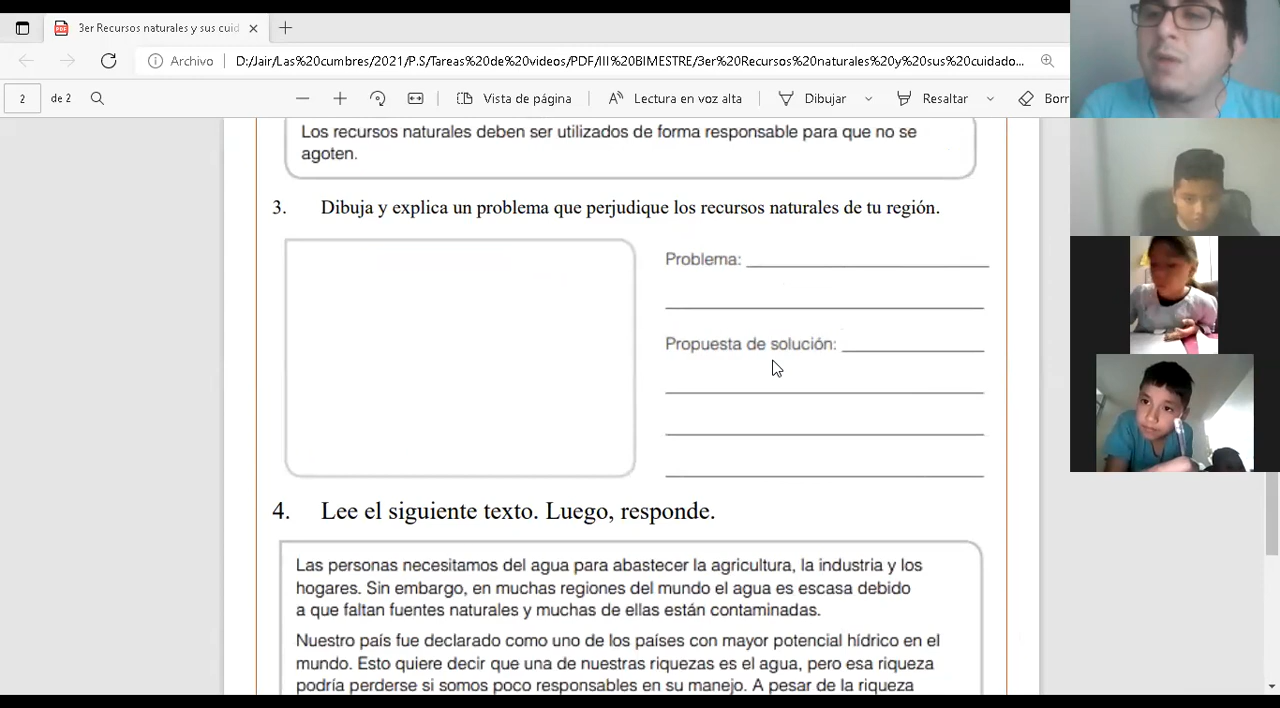 3er Recursos naturales y sus cuid
Archivo
D:/Jair/Las%20cumbres/2021/P.S/Tareas%20de%20videos/PDF/III%20BIMESTRE/3er%20Recursos%20naturales%20y%20sus%20cuidado...
2
de 2
Vista de página
Lectura en voz alta
Dibujar
Resaltar
Borr
Los recursos naturales deben ser utilizados de forma responsable para que no se
agoten.
3. Dibuja y explica un problema que perjudique los recursos naturales de tu región.
Problema:
Propuesta de solución:
4. Lee el siguiente texto. Luego, responde.
Las personas necesitamos del agua para abastecer la agricultura, la industria y los
hogares. Sin embargo, en muchas regiones del mundo el agua es escasa debido
a que faltan fuentes naturales y muchas de ellas están contaminadas.
Nuestro país fue declarado como uno de los países con mayor potencial hídrico en el
mundo. Esto quiere decir que una de nuestras riquezas es el agua, pero esa riqueza
podría perderse si somos poco responsables en su manejo. A pesar de la riqueza